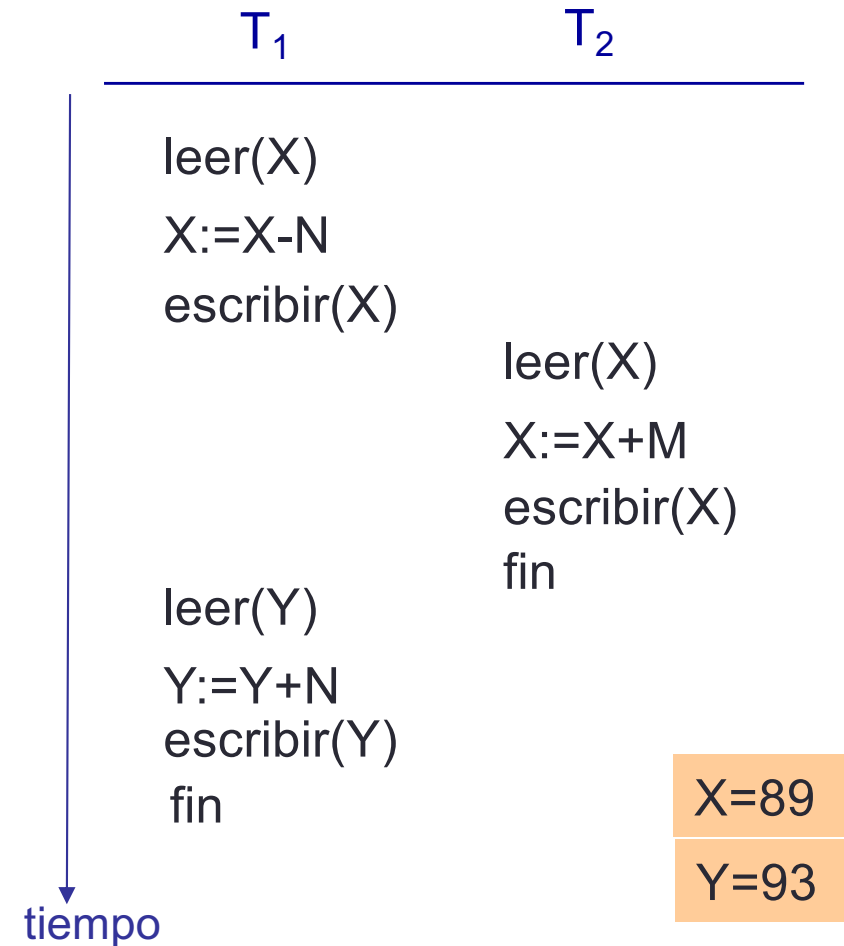 T₁ T₂
leer(X)
X:=X-N
escribir(X)
leer(X)
X:=X+M
escribir(X)
fin
leer(Y)
Y:=Y+N
escribir(Y)
fin
X=89
Y=93
tiempo